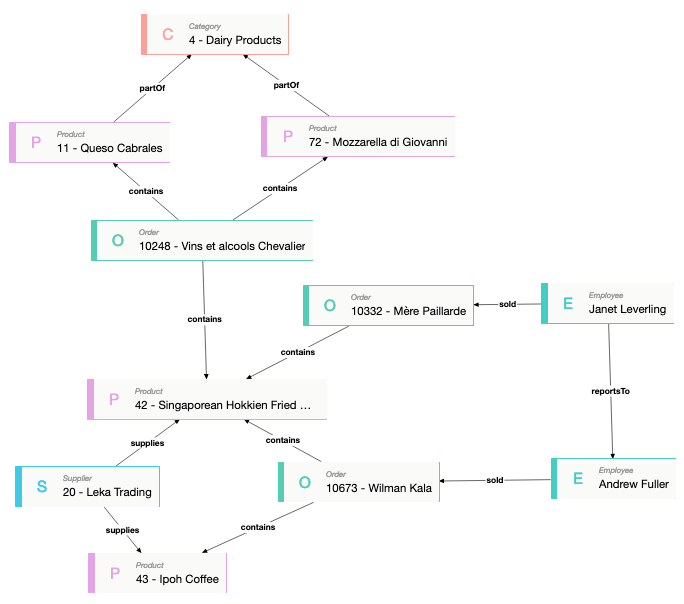 Category
C
4 - Dairy Products
partOf
partOf
Product
P
11 - Queso Cabrales
Product
P
72 - Mozzarella di Giovanni
contains
contains
Order
O
10248 - Vins et alcools Chevalier
contains
Order
O
10332 - Mère Paillarde
sold
Employee
E
Janet Leverling
contains
reportsTo
Product
P
42 - Singaporean Hokkien Fried ...
supplies
contains
Supplier
S
20 - Leka Trading
Order
O
10673 - Wilman Kala
sold
Employee
E
Andrew Fuller
supplies
contains
Product
P
43 - Ipoh Coffee